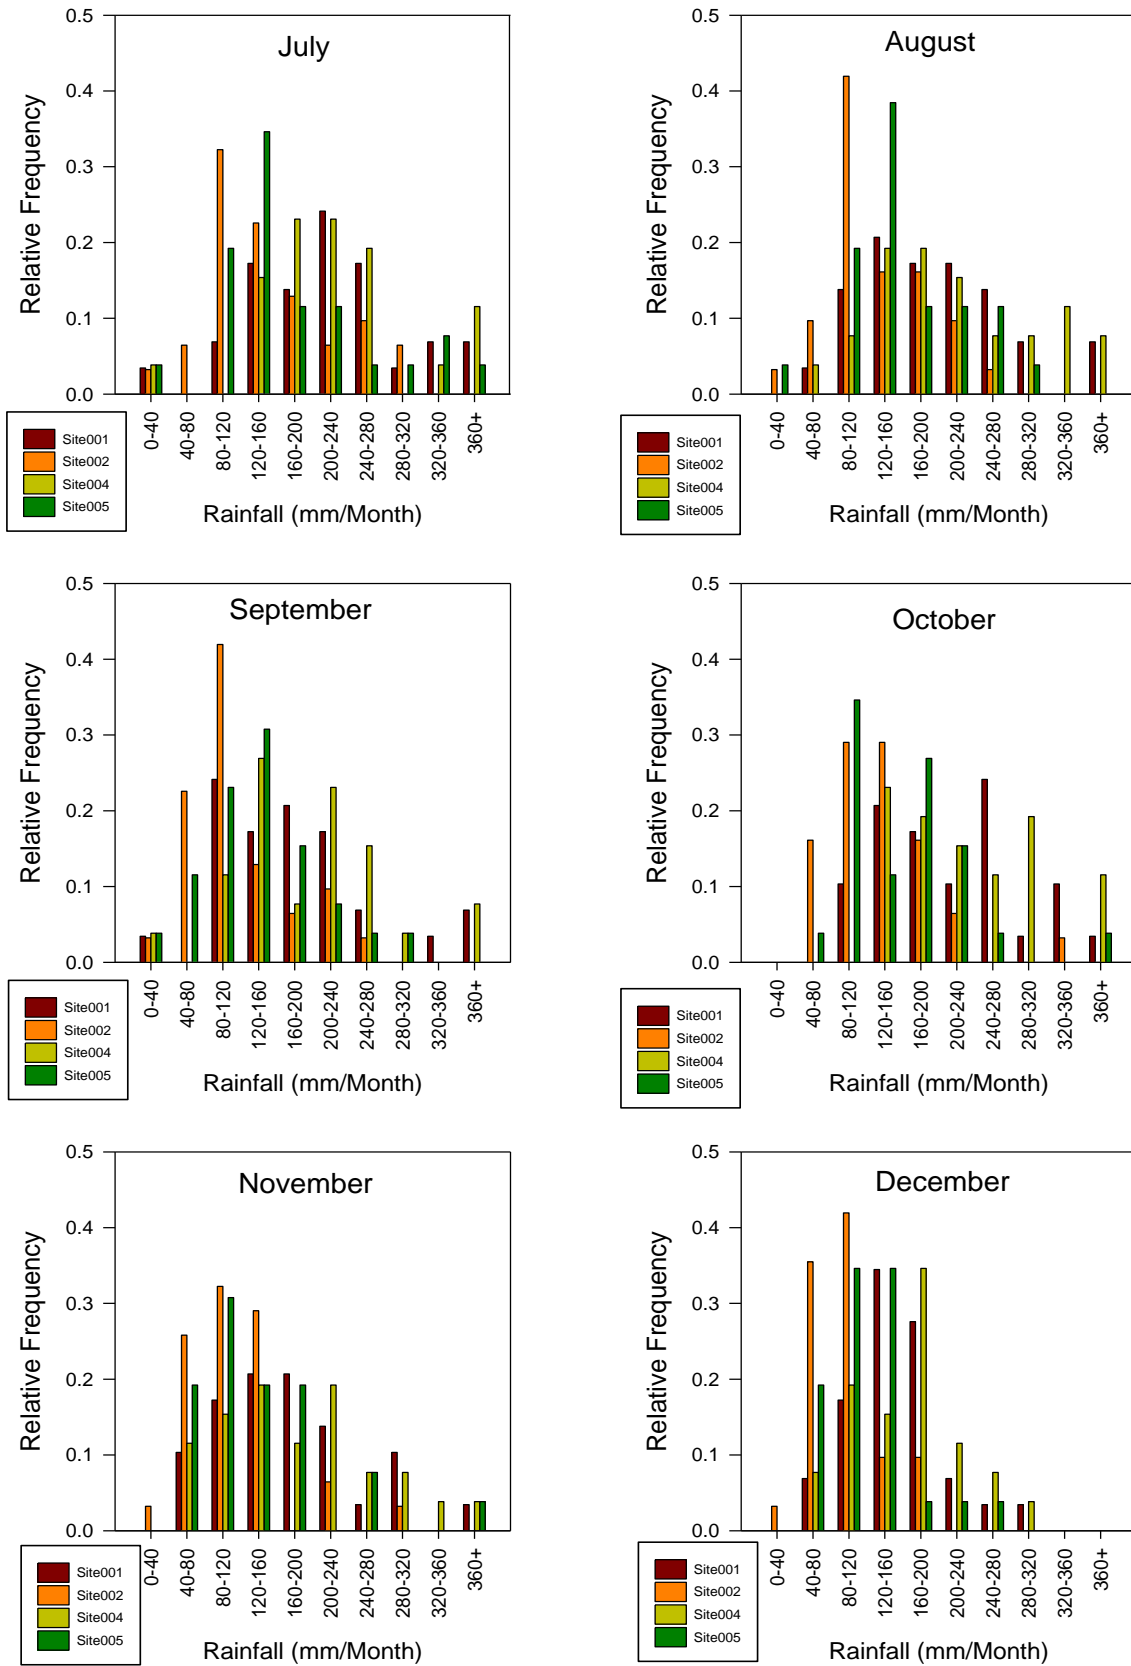 July
Relative Frequency
0.5
0.4
0.3
0.2
0.1
0.0
0-40
40-80
80-120
120-160
160-200
200-240
240-280
280-320
320-360
360+
Rainfall (mm/Month)
Site001
Site002
Site004
Site005
August
Relative Frequency
0.5
0.4
0.3
0.2
0.1
0.0
0-40
40-80
80-120
120-160
160-200
200-240
240-280
280-320
320-360
360+
Rainfall (mm/Month)
Site001
Site002
Site004
Site005
September
Relative Frequency
0.5
0.4
0.3
0.2
0.1
0.0
0-40
40-80
80-120
120-160
160-200
200-240
240-280
280-320
320-360
360+
Rainfall (mm/Month)
Site001
Site002
Site004
Site005
October
Relative Frequency
0.5
0.4
0.3
0.2
0.1
0.0
0-40
40-80
80-120
120-160
160-200
200-240
240-280
280-320
320-360
360+
Rainfall (mm/Month)
Site001
Site002
Site004
Site005
November
Relative Frequency
0.5
0.4
0.3
0.2
0.1
0.0
0-40
40-80
80-120
120-160
160-200
200-240
240-280
280-320
320-360
360+
Rainfall (mm/Month)
Site001
Site002
Site004
Site005
December
Relative Frequency
0.5
0.4
0.3
0.2
0.1
0.0
0-40
40-80
80-120
120-160
160-200
200-240
240-280
280-320
320-360
360+
Rainfall (mm/Month)
Site001
Site002
Site004
Site005